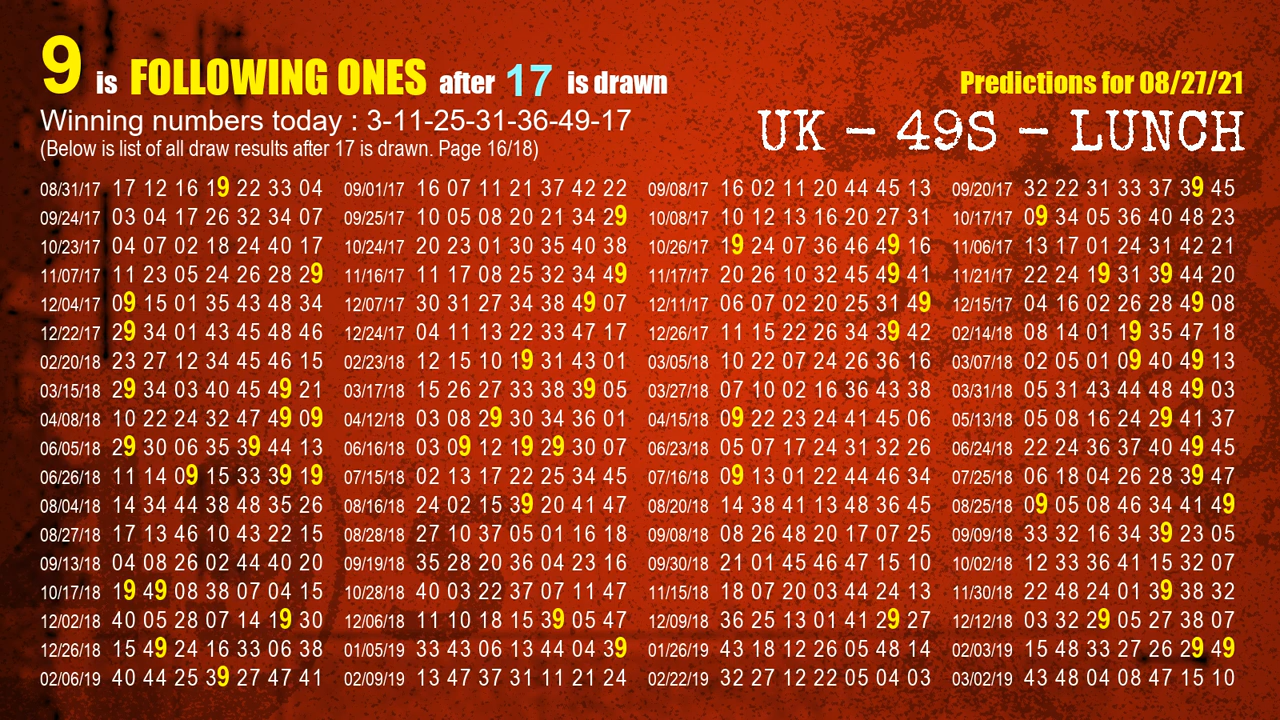 9 is FOLLOWING ONES after 17 is drawn
Predictions for 08/27/21
Winning numbers today : 3-11-25-31-36-49-17
UK - 49S - LUNCH
(Below is list of all draw results after 17 is drawn. Page 16/18)
08/31/17 17 12 16 19 22 33 04 09/01/17 16 07 11 21 37 42 22 09/08/17 16 02 11 20 44 45 13 09/20/17 32 22 31 33 37 39 45
09/24/17 03 04 17 26 32 34 07 09/25/17 10 05 08 20 21 34 29 10/08/17 10 12 13 16 20 27 31 10/17/17 09 34 05 36 40 48 23
10/23/17 04 07 02 18 24 40 17 10/24/17 20 23 01 30 35 40 38 10/26/17 19 24 07 36 46 49 16 11/06/17 13 17 01 24 31 42 21
11/07/17 11 23 05 24 26 28 29 11/16/17 11 17 08 25 32 34 49 11/17/17 20 26 10 32 45 49 41 11/21/17 22 24 19 31 39 44 20
12/04/17 09 15 01 35 43 48 34 12/07/17 30 31 27 34 38 49 07 12/11/17 06 07 02 20 25 31 49 12/15/17 04 16 02 26 28 49 08
12/22/17 29 34 01 43 45 48 46 12/24/17 04 11 13 22 33 47 17 12/26/17 11 15 22 26 34 39 42 02/14/18 08 14 01 19 35 47 18
02/20/18 23 27 12 34 45 46 15 02/23/18 12 15 10 19 31 43 01 03/05/18 10 22 07 24 26 36 16 03/07/18 02 05 01 09 40 49 13
03/15/18 29 34 03 40 45 49 21 03/17/18 15 26 27 33 38 39 05 03/27/18 07 10 02 16 36 43 38 03/31/18 05 31 43 44 48 49 03
04/08/18 10 22 24 32 47 49 09 04/12/18 03 08 29 30 34 36 01 04/15/18 09 22 23 24 41 45 06 05/13/18 05 08 16 24 29 41 37
06/05/18 29 30 06 35 39 44 13 06/16/18 03 09 12 19 29 30 07 06/23/18 05 07 17 24 31 32 26 06/24/18 22 24 36 37 40 49 45
06/26/18 11 14 09 15 33 39 19 07/15/18 02 13 17 22 25 34 45 07/16/18 09 13 01 22 44 46 34 07/25/18 06 18 04 26 28 39 47
08/04/18 14 34 44 38 48 35 26 08/16/18 24 02 15 39 20 41 47 08/20/18 14 38 41 13 48 36 45 08/25/18 09 05 08 46 34 41 49
08/27/18 17 13 46 10 43 22 15 08/28/18 27 10 37 05 01 16 18 09/08/18 08 26 48 20 17 07 25 09/09/18 33 32 16 34 39 23 05
09/13/18 04 08 26 02 44 40 20 09/19/18 35 28 20 36 04 23 16 09/30/18 21 01 45 46 47 15 10 10/02/18 12 33 36 41 15 32 07
10/17/18 19 49 08 38 07 04 15 10/28/18 40 03 22 37 07 11 47 11/15/18 18 07 20 03 44 24 13 11/30/18 22 48 24 01 39 38 32
12/02/18 40 05 28 07 14 19 30 12/06/18 11 10 18 15 39 05 47 12/09/18 36 25 13 01 41 29 27 12/12/18 03 32 29 05 27 38 07
12/26/18 15 49 24 16 33 06 38 01/05/19 33 43 06 13 44 04 39 01/26/19 43 18 12 26 05 04 48 02/03/19 15 48 33 27 26 29 49
02/06/19 40 44 25 39 27 47 41 02/09/19 13 47 37 31 11 21 24 02/22/19 32 27 12 22 05 04 03 03/02/19 43 48 04 08 47 15 10